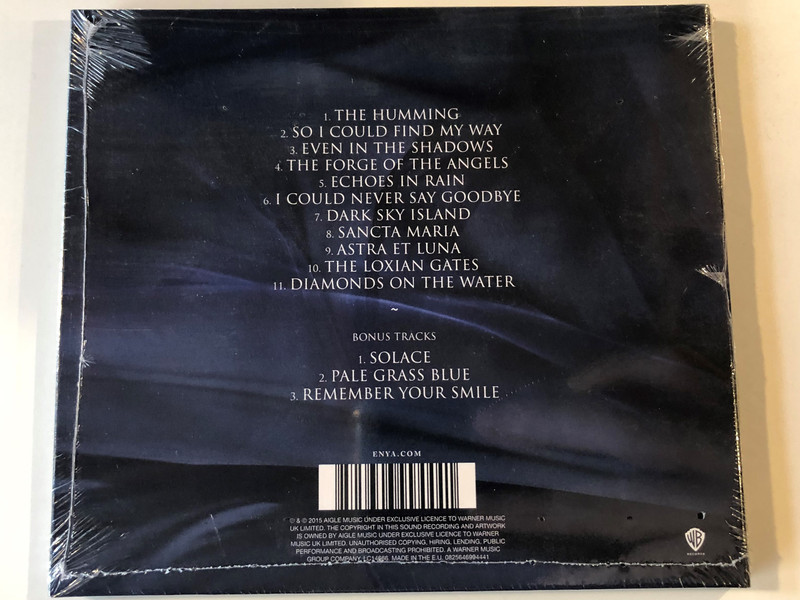 1. THE HUMMING
2. SO I COULD FIND MY WAY
3. EVEN IN THE SHADOWS
4. THE FORGE OF THE ANGELS
5. ECHOES IN RAIN
6. I COULD NEVER SAY GOODBYE
7. DARK SKY ISLAND
8. SANCTA MARIA
9. ASTRA ET LUNA
10. THE LOXIAN GATES
11. DIAMONDS ON THE WATER
~
BONUS TRACKS
1. SOLACE
2. PALE GRASS BLUE
3. REMEMBER YOUR SMILE
ENYA.COM
℗ & © 2015 AIGLE MUSIC UNDER EXCLUSIVE LICENCE TO WARNER MUSIC
UK LIMITED. THE COPYRIGHT IN THIS SOUND RECORDING AND ARTWORK
IS OWNED BY AIGLE MUSIC UNDER EXCLUSIVE LICENCE TO WARNER
MUSIC UK LIMITED. UNAUTHORISED COPYING, HIRING, LENDING, PUBLIC
PERFORMANCE AND BROADCASTING PROHIBITED. A WARNER MUSIC
GROUP COMPANY. LC14666. MADE IN THE E.U. 0825646994441
WB